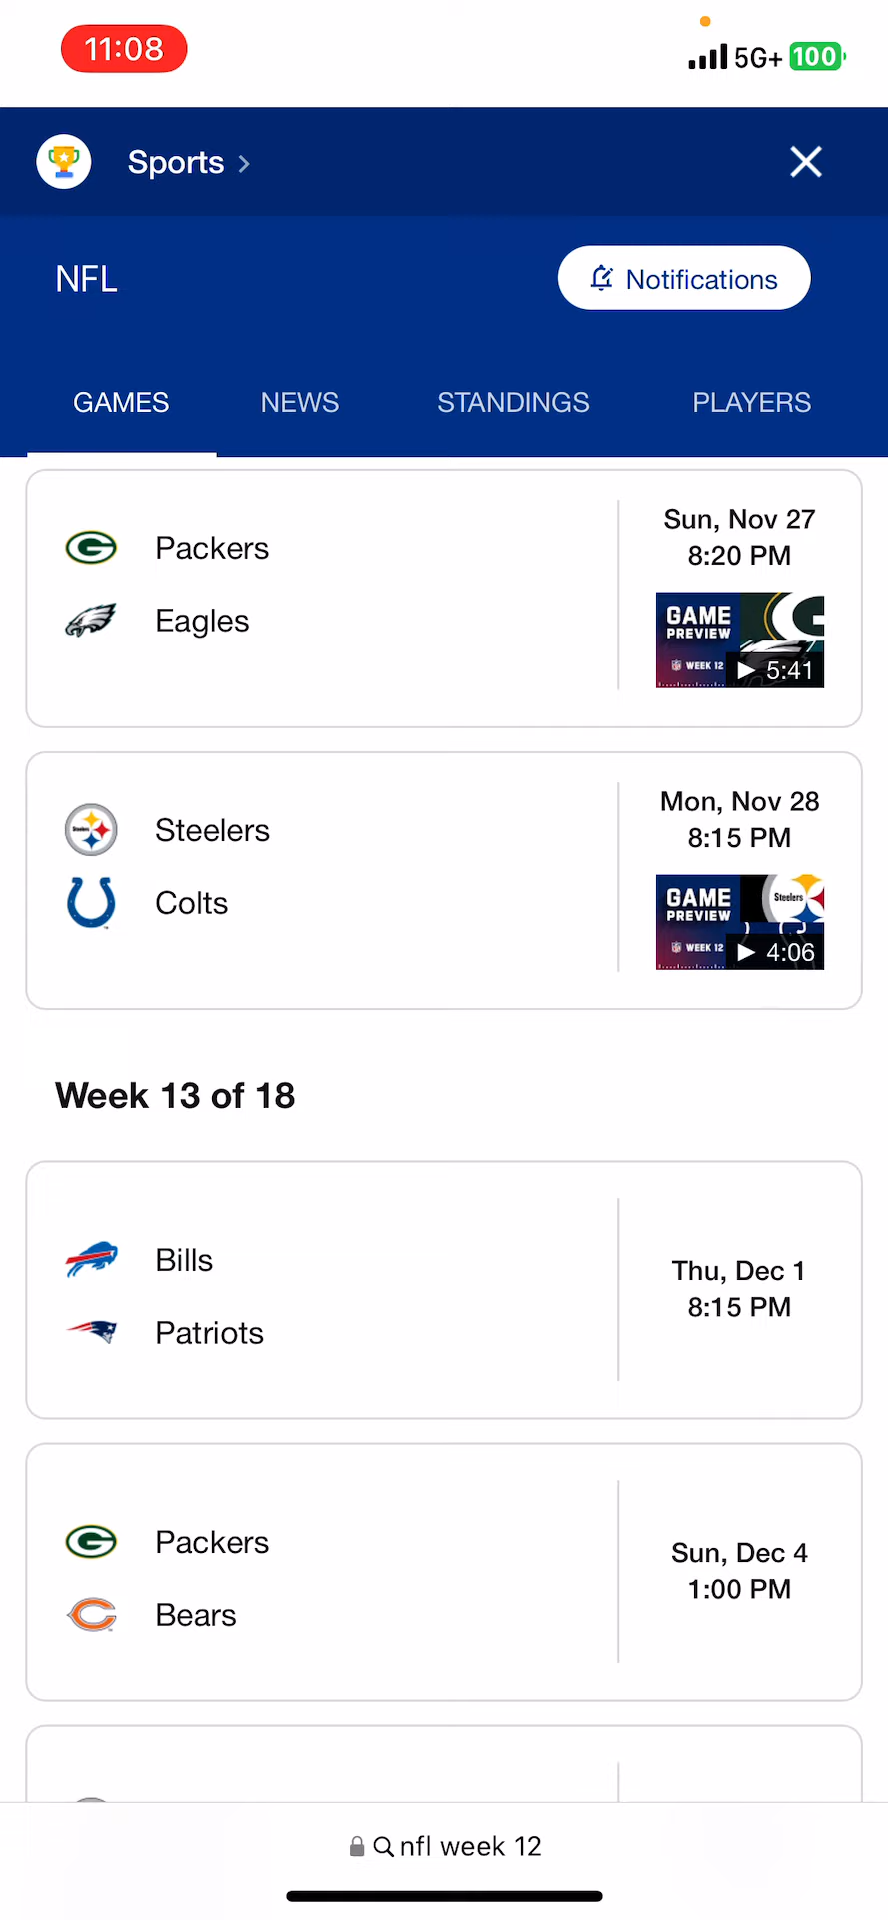 11:08
5G+ 100
Sports
NFL
Notifications
GAMES NEWS STANDINGS PLAYERS
Packers
Eagles
Sun, Nov 27
8:20 PM
GAME
PREVIEW
WEEK 12
5:41
Steelers
Colts
Mon, Nov 28
8:15 PM
GAME
PREVIEW
Steelers
WEEK 12
4:06
Week 13 of 18
Bills
Patriots
Thu, Dec 1
8:15 PM
Packers
Bears
Sun, Dec 4
1:00 PM
nfl week 12